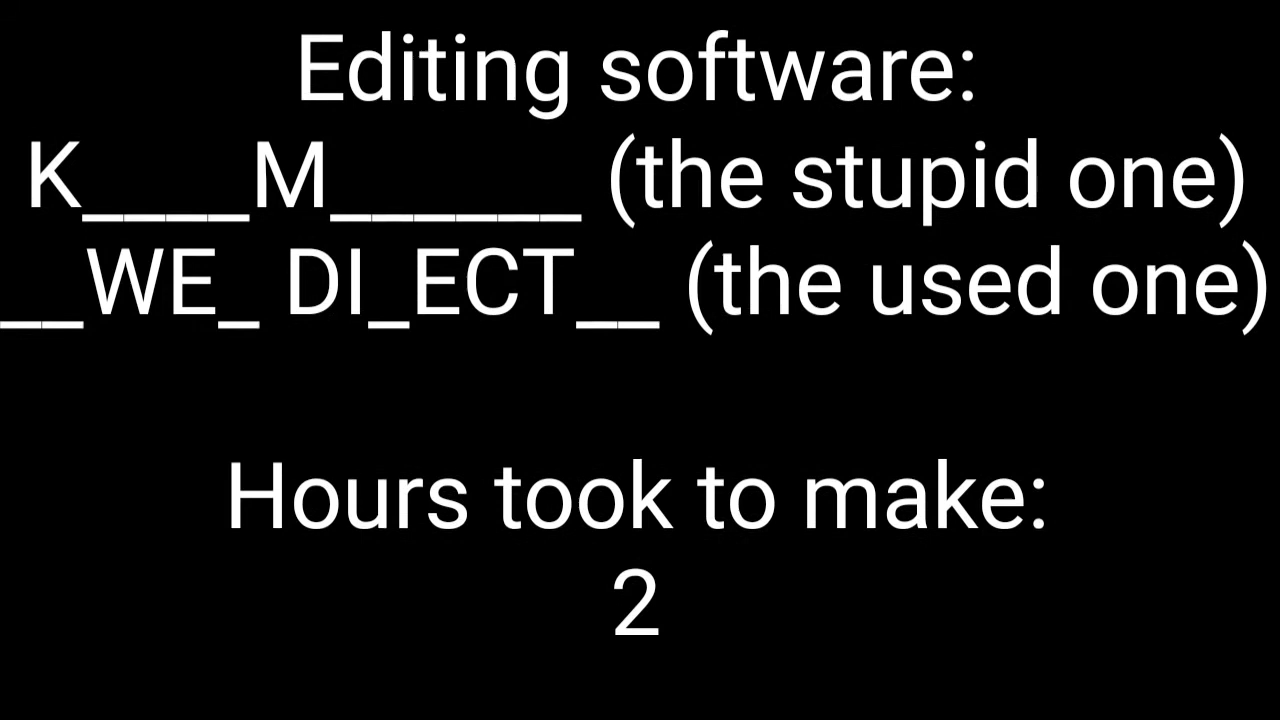 Editing software:
K____M______ (the stupid one)
__WE_ DI_ECT__ (the used one)
Hours took to make:
2